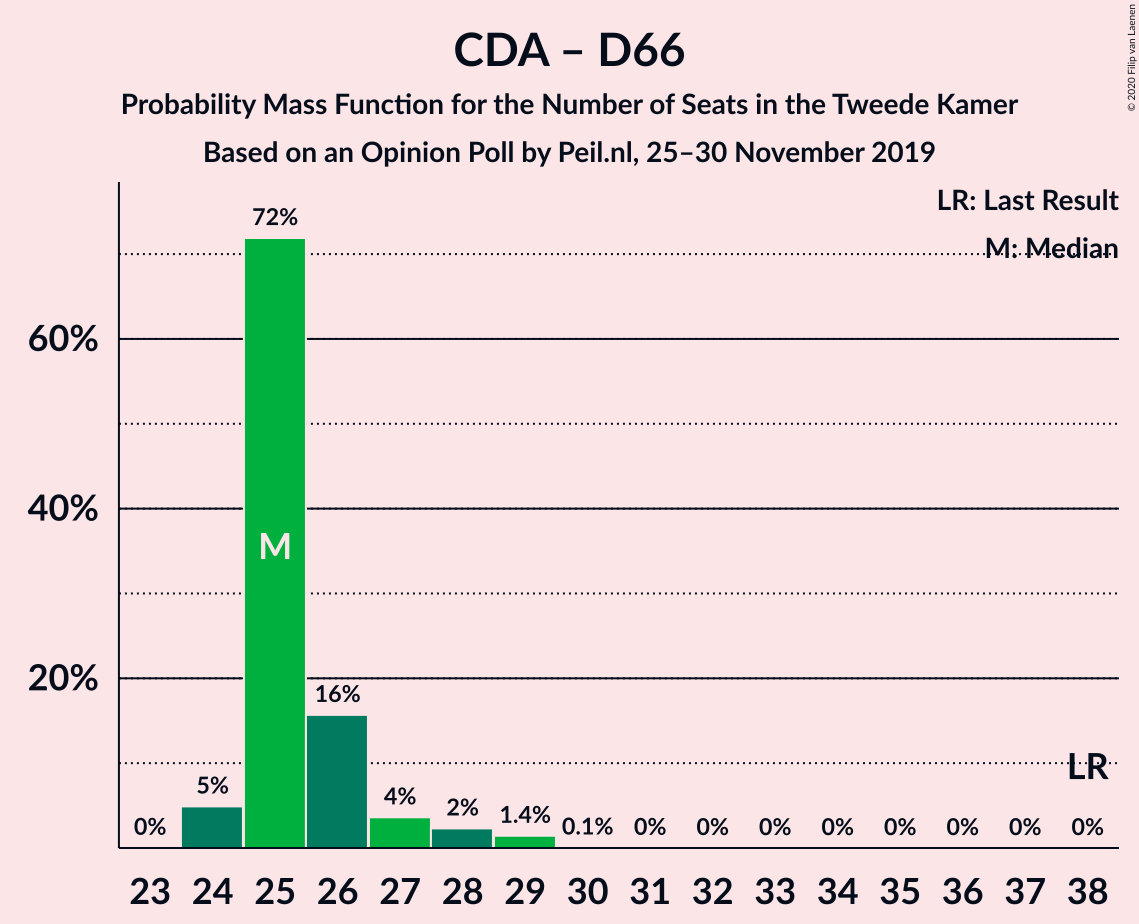 CDA – D66
Probability Mass Function for the Number of Seats in the Tweede Kamer
Based on an Opinion Poll by Peil.nl, 25–30 November 2019
© 2020 Filip van Laenen
LR: Last Result
M: Median
60%
40%
20%
0%
5%
72%
16%
4%
2%
1.4%
0.1%
0%
0%
0%
0%
0%
0%
0%
0%
M
LR
23 24 25 26 27 28 29 30 31 32 33 34 35 36 37 38